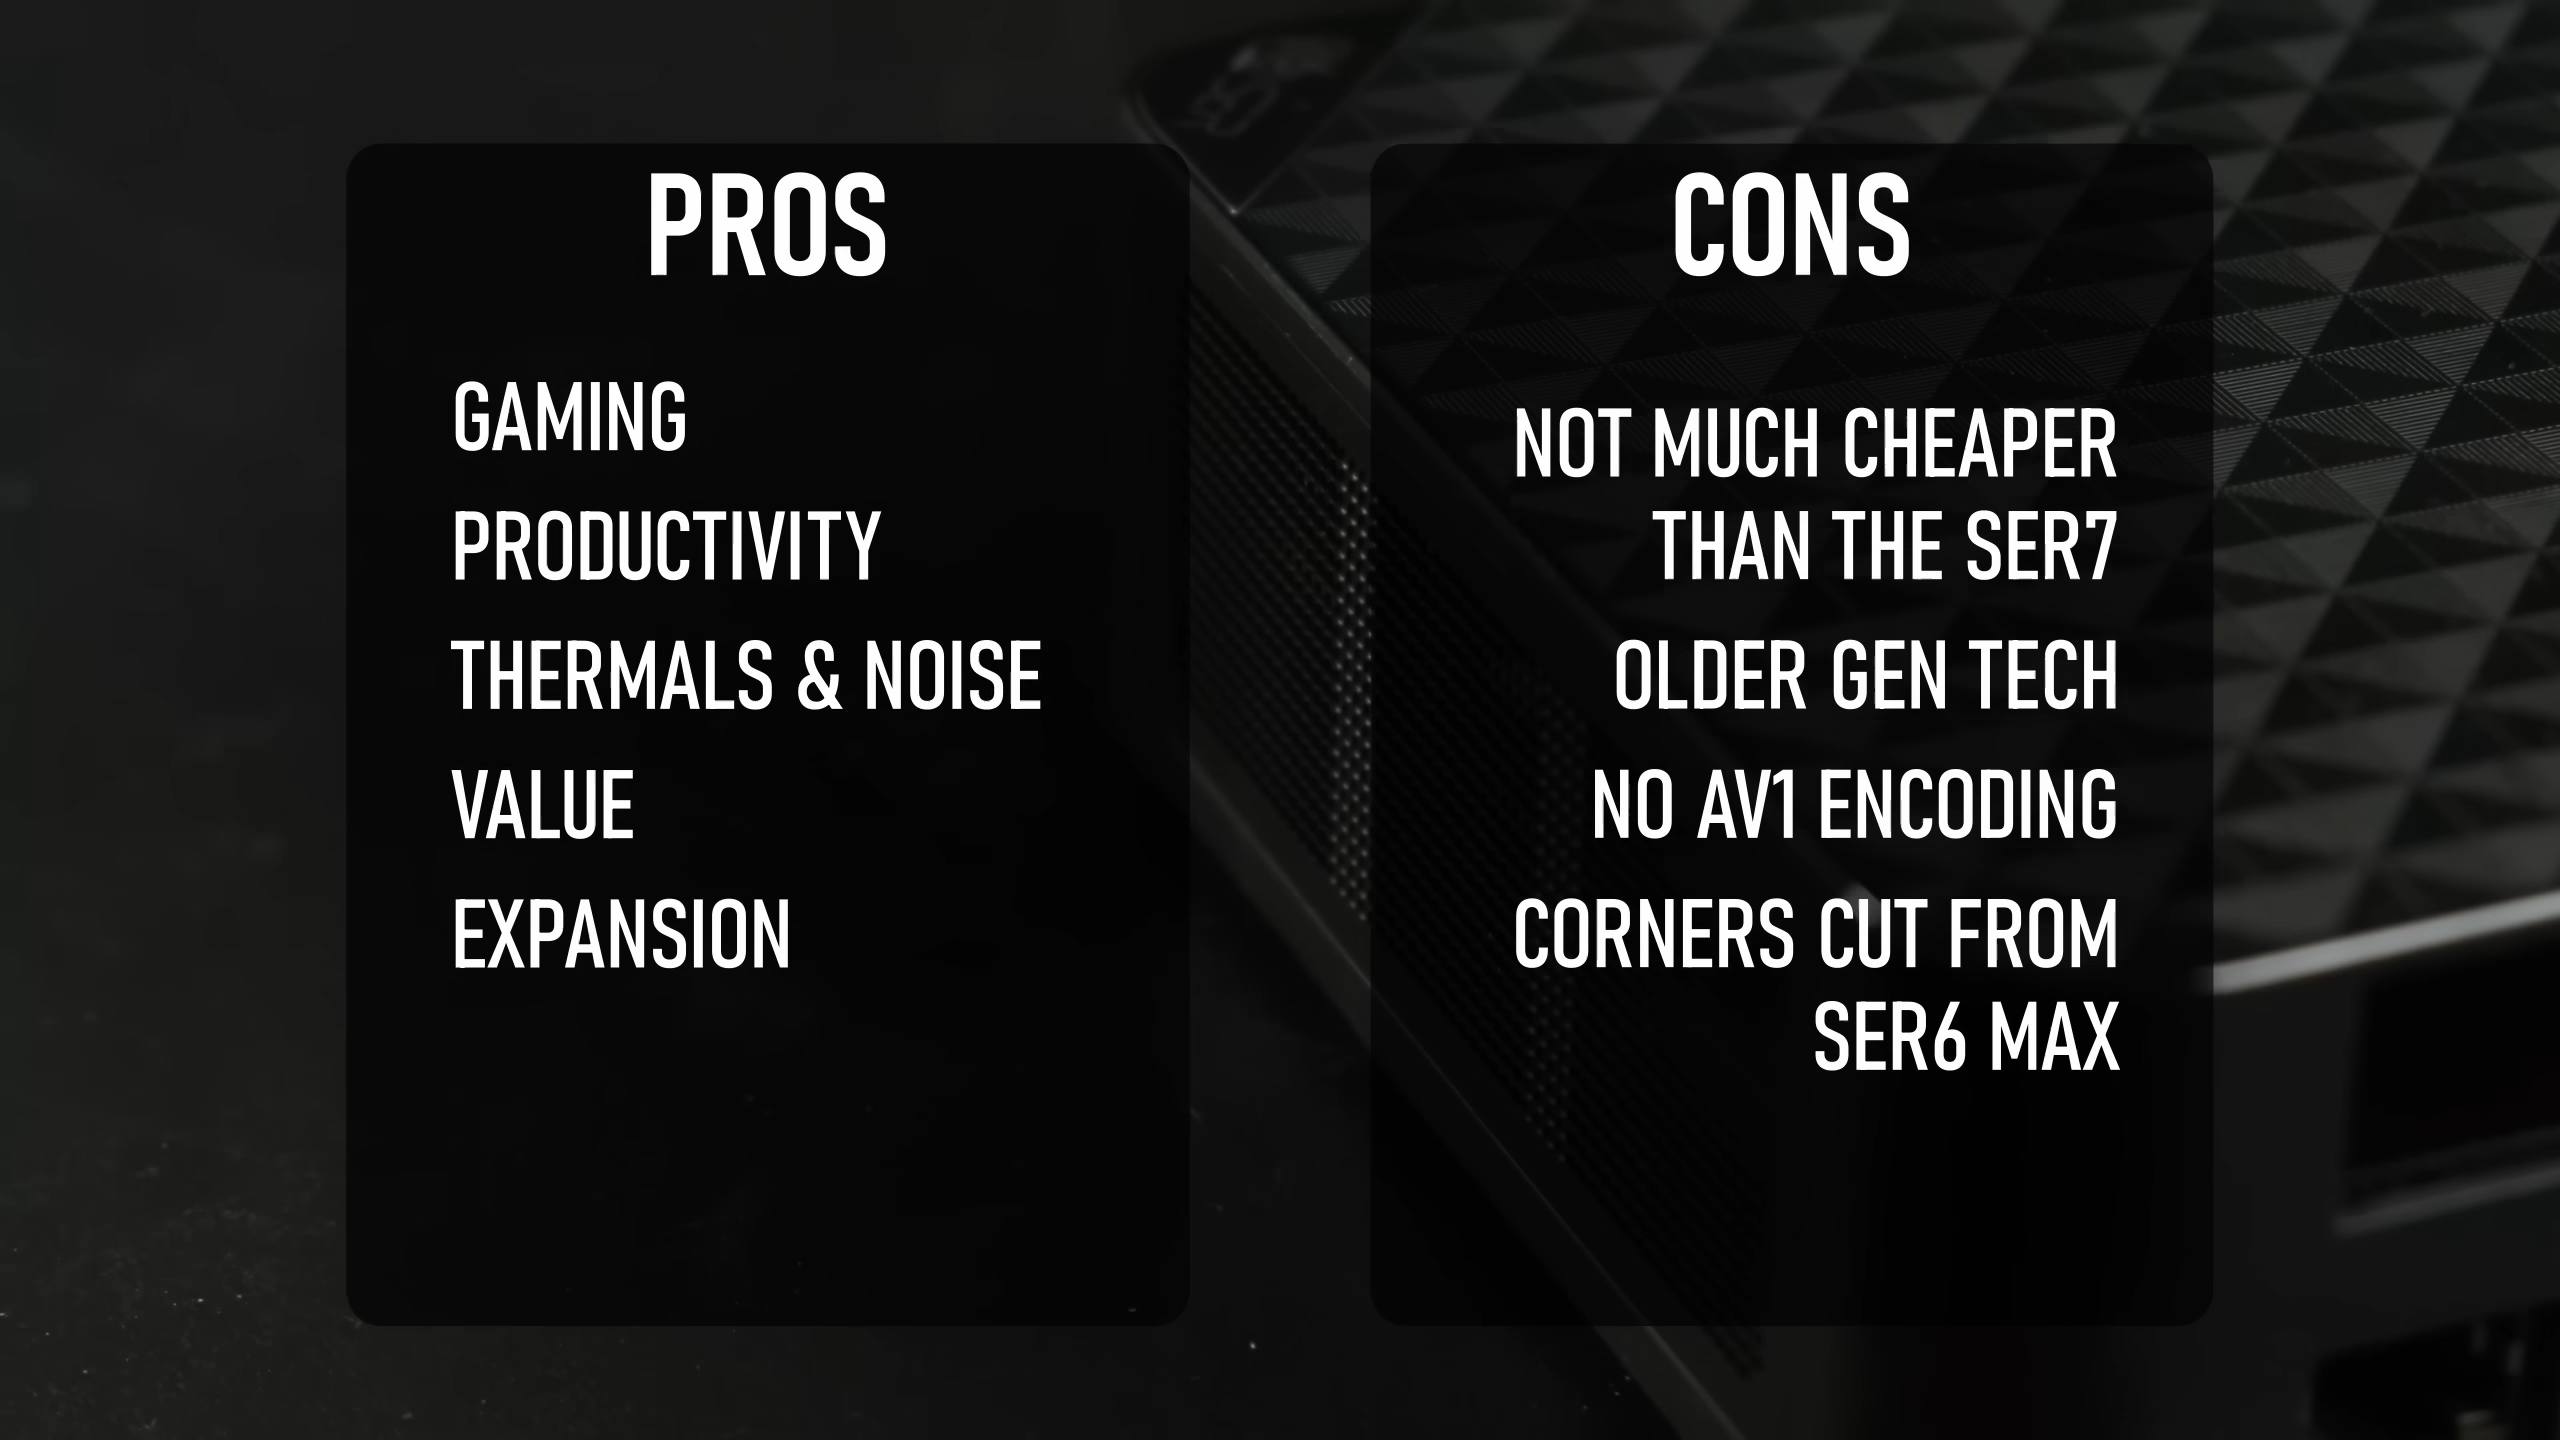 PROS
GAMING
PRODUCTIVITY
THERMALS & NOISE
VALUE
EXPANSION
CONS
NOT MUCH CHEAPER
THAN THE SER7
OLDER GEN TECH
NO AV1 ENCODING
CORNERS CUT FROM
SER6 MAX